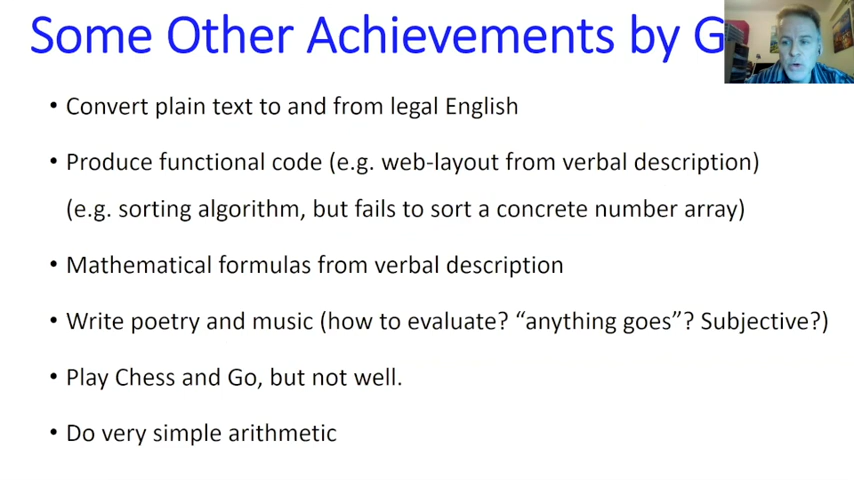 Some Other Achievements by G
• Convert plain text to and from legal English
• Produce functional code (e.g. web-layout from verbal description)
(e.g. sorting algorithm, but fails to sort a concrete number array)
• Mathematical formulas from verbal description
• Write poetry and music (how to evaluate? “anything goes”? Subjective?)
• Play Chess and Go, but not well.
• Do very simple arithmetic